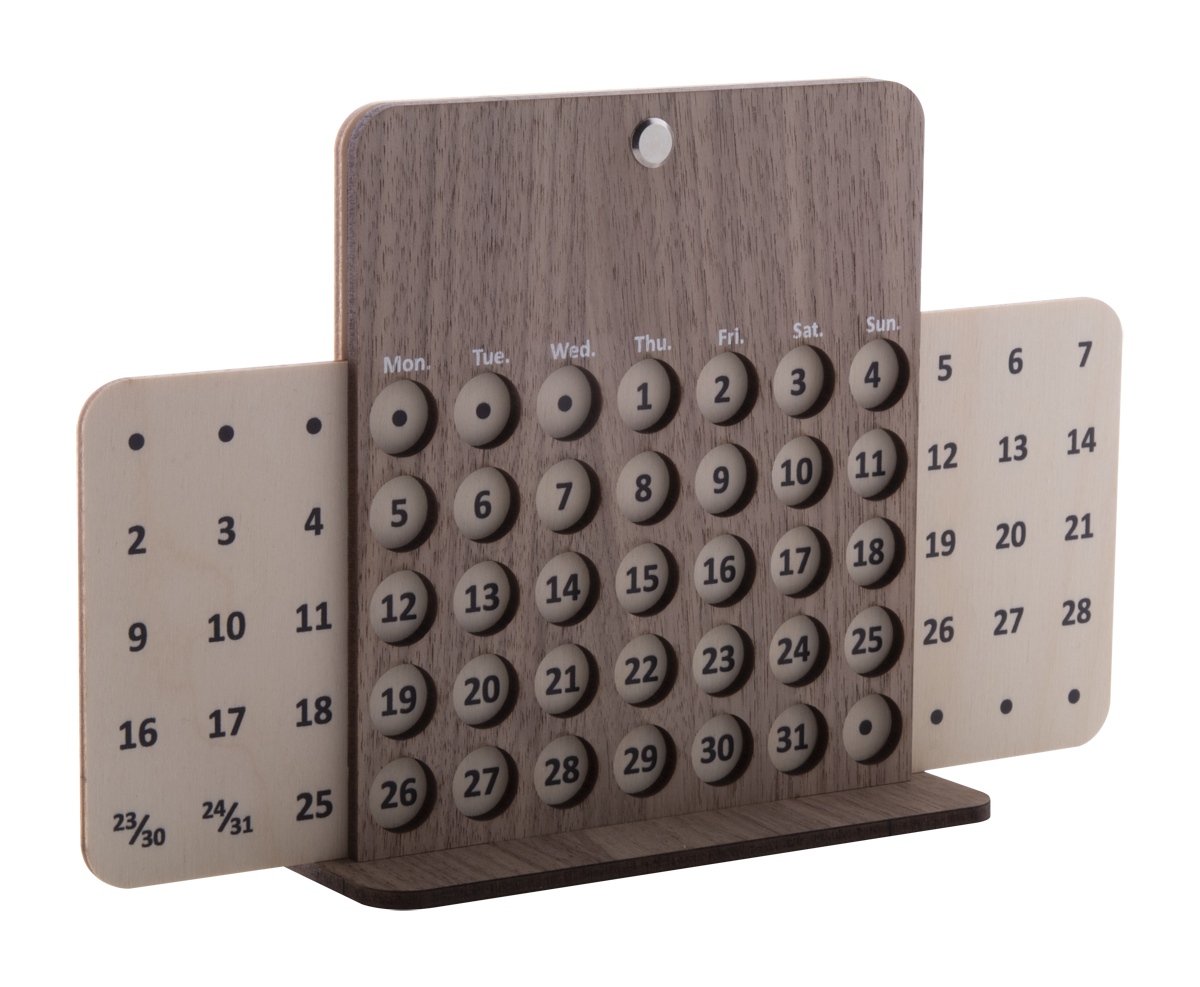 Mon. Tue. Wed. Thu. Fri. Sat. Sun.
• • • • • • 1 2 3 4 5 6 7
2 3 4 5 6 7 8 9 10 11 12 13 14
9 10 11 12 13 14 15 16 17 18 19 20 21
16 17 18 19 20 21 22 23 24 25 26 27 28
23/30 24/31 25 26 27 28 29 30 31 • • • •